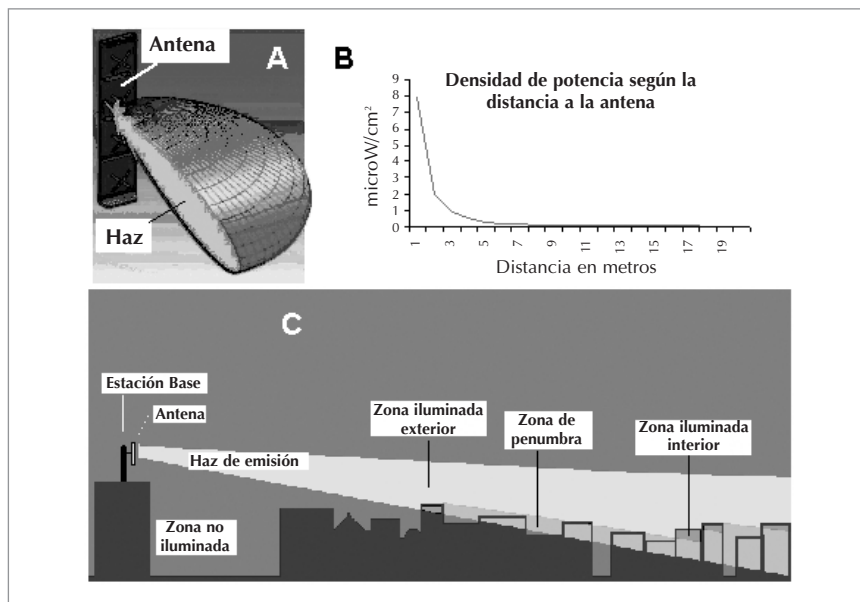 Antena
A
Haz
B
Densidad de potencia según la
distancia a la antena
microW/cm²
9
8
7
6
5
4
3
2
1
0
1
3
5
7
9
11
13
15
17
19
Distancia en metros
C
Estación Base
Antena
Haz de emisión
Zona no
iluminada
Zona iluminada
exterior
Zona de
penumbra
Zona iluminada
interior